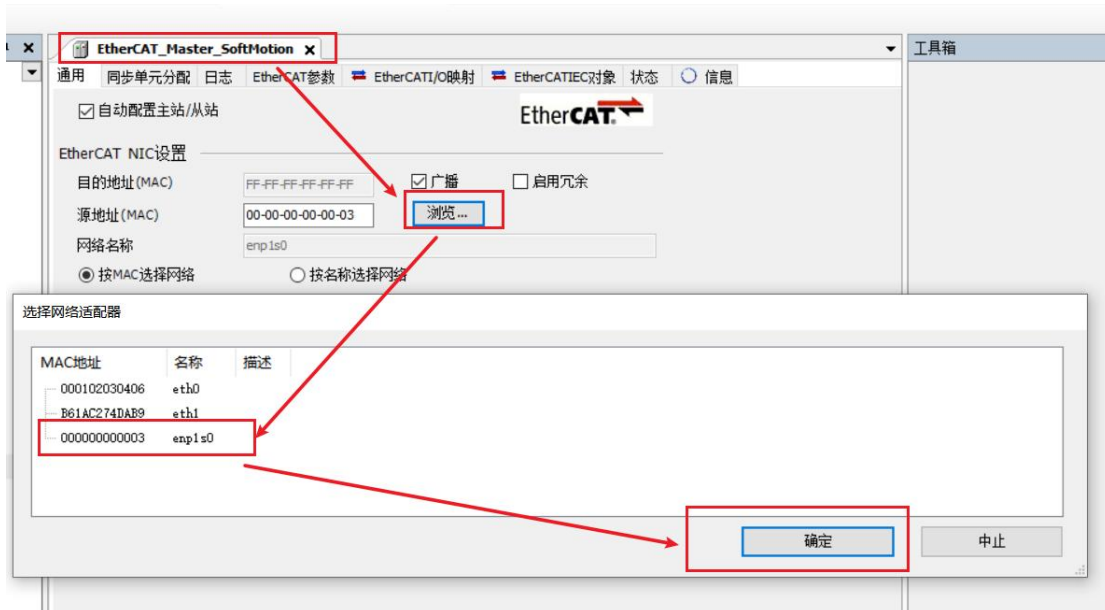 EtherCAT_Master_SoftMotion
工具箱
通用 同步单元分配 日志 EtherCAT参数 EtherCATI/O映射 EtherCATIEC对象 状态 信息
自动配置主站/从站
EtherCAT.
EtherCAT NIC设置
目的地址(MAC) FF-FF-FF-FF-FF-FF 广播 启用冗余
源地址(MAC) 00-00-00-00-00-03 浏览...
网络名称 enp1s0
按MAC选择网络 按名称选择网络
选择网络适配器
MAC地址 名称 描述
000102030406 eth0
B61AC274DAB9 eth1
000000000003 enp1s0
确定 中止